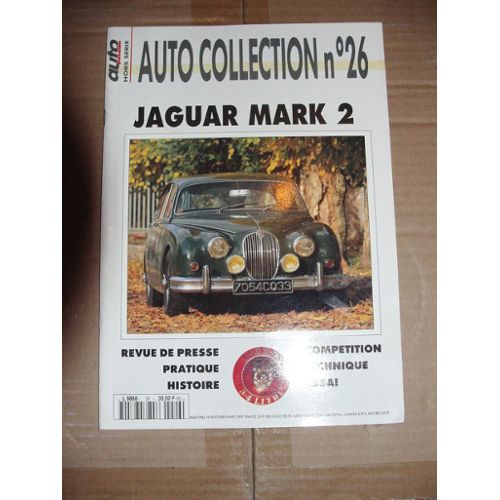 auto
HORS SERIE
AUTO COLLECTION n°26
JAGUAR MARK 2
7054CQ33
REVUE DE PRESSE
PRATIQUE
HISTOIRE
COMPETITION
TECHNIQUE
ESSAI
35,00 F